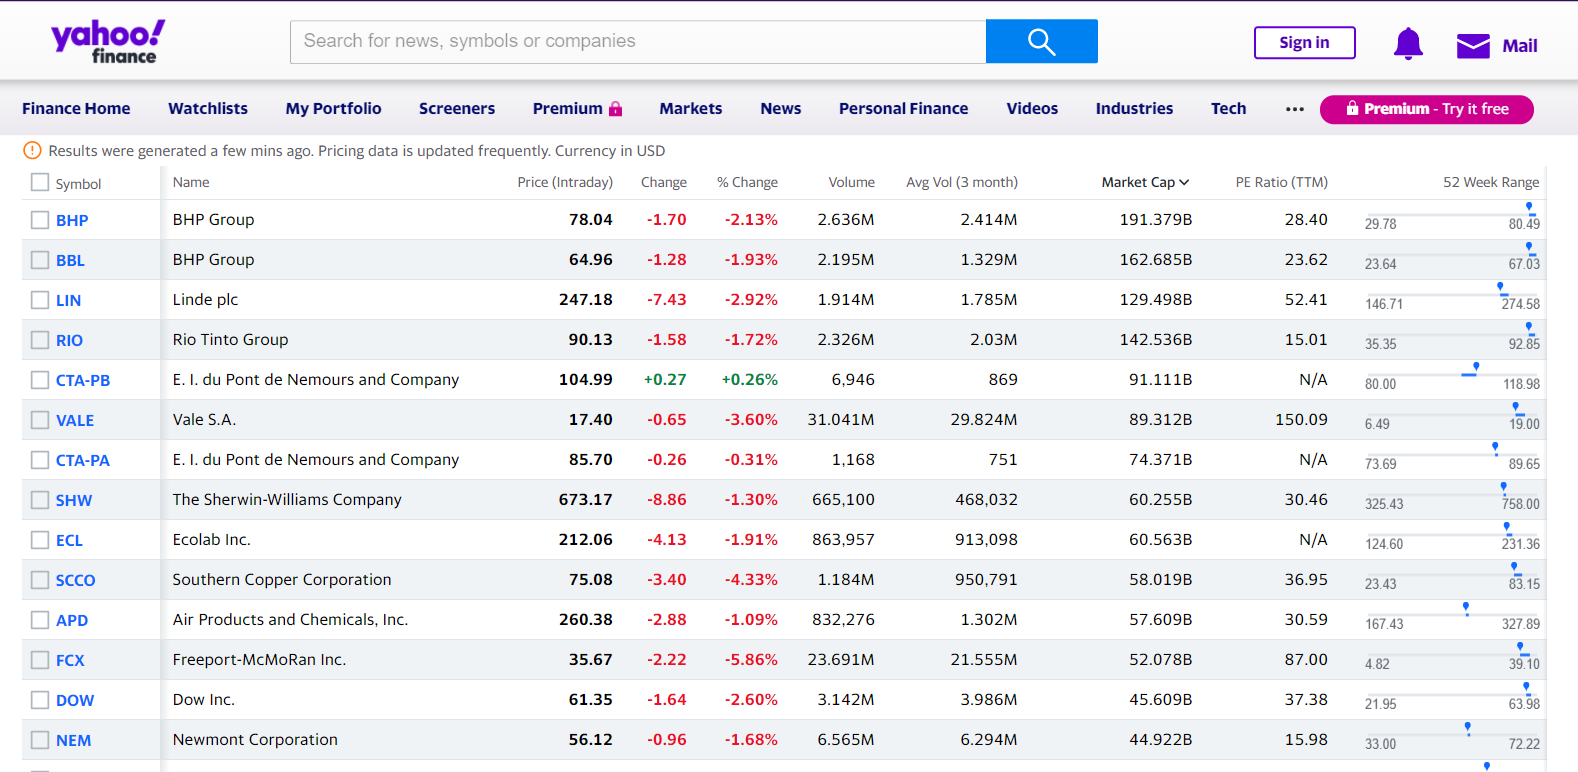 yahoo!
finance
Search for news, symbols or companies
Sign in
Mail
Finance Home Watchlists My Portfolio Screeners Premium Markets News Personal Finance Videos Industries Tech ••• Premium - Try it free
Results were generated a few mins ago. Pricing data is updated frequently. Currency in USD
Symbol Name Price (Intraday) Change % Change Volume Avg Vol (3 month) Market Cap PE Ratio (TTM) 52 Week Range
BHP BHP Group 78.04 -1.70 -2.13% 2.636M 2.414M 191.379B 28.40 29.78 80.49
BBL BHP Group 64.96 -1.28 -1.93% 2.195M 1.329M 162.685B 23.62 23.64 67.03
LIN Linde plc 247.18 -7.43 -2.92% 1.914M 1.785M 129.498B 52.41 146.71 274.58
RIO Rio Tinto Group 90.13 -1.58 -1.72% 2.326M 2.03M 142.536B 15.01 35.35 92.85
CTA-PB E. I. du Pont de Nemours and Company 104.99 +0.27 +0.26% 6,946 869 91.111B N/A 80.00 118.98
VALE Vale S.A. 17.40 -0.65 -3.60% 31.041M 29.824M 89.312B 150.09 6.49 19.00
CTA-PA E. I. du Pont de Nemours and Company 85.70 -0.26 -0.31% 1,168 751 74.371B N/A 73.69 89.65
SHW The Sherwin-Williams Company 673.17 -8.86 -1.30% 665,100 468,032 60.255B 30.46 325.43 758.00
ECL Ecolab Inc. 212.06 -4.13 -1.91% 863,957 913,098 60.563B N/A 124.60 231.36
SCCO Southern Copper Corporation 75.08 -3.40 -4.33% 1.184M 950,791 58.019B 36.95 23.43 83.15
APD Air Products and Chemicals, Inc. 260.38 -2.88 -1.09% 832,276 1.302M 57.609B 30.59 167.43 327.89
FCX Freeport-McMoRan Inc. 35.67 -2.22 -5.86% 23.691M 21.555M 52.078B 87.00 4.82 39.10
DOW Dow Inc. 61.35 -1.64 -2.60% 3.142M 3.986M 45.609B 37.38 21.95 63.98
NEM Newmont Corporation 56.12 -0.96 -1.68% 6.565M 6.294M 44.922B 15.98 33.00 72.22